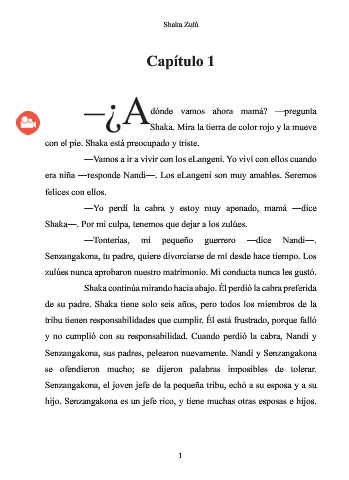 Shaka Zulú
Capítulo 1
—¿Adónde vamos ahora mamá? —pregunta
Shaka. Mira la tierra de color rojo y la mueve
con el pie. Shaka está preocupado y triste.
—Vamos a ir a vivir con los eLangeni. Yo viví con ellos cuando
era niña —responde Nandi—. Los eLangeni son muy amables. Seremos
felices con ellos.
—Yo perdí la cabra y estoy muy apenado, mamá —dice
Shaka—. Por mi culpa, tenemos que dejar a los zulúes.
—Tonterías, mi pequeño guerrero —dice Nandi—.
Senzangakona, tu padre, quiere divorciarse de mí desde hace tiempo. Los
zulúes nunca aprobaron nuestro matrimonio. Mi conducta nunca les gustó.
Shaka continúa mirando hacia abajo. Él perdió la cabra preferida
de su padre. Shaka tiene solo seis años, pero todos los miembros de la
tribu tienen responsabilidades que cumplir. Él está frustrado, porque falló
y no cumplió con su responsabilidad. Cuando perdió la cabra, Nandi y
Senzangakona, sus padres, pelearon nuevamente. Nandi y Senzangakona
se ofendieron mucho; se dijeron palabras imposibles de tolerar.
Senzangakona, el joven jefe de la pequeña tribu, echó a su esposa y a su
hijo. Senzangakona es un jefe rico, y tiene muchas otras esposas e hijos.
1